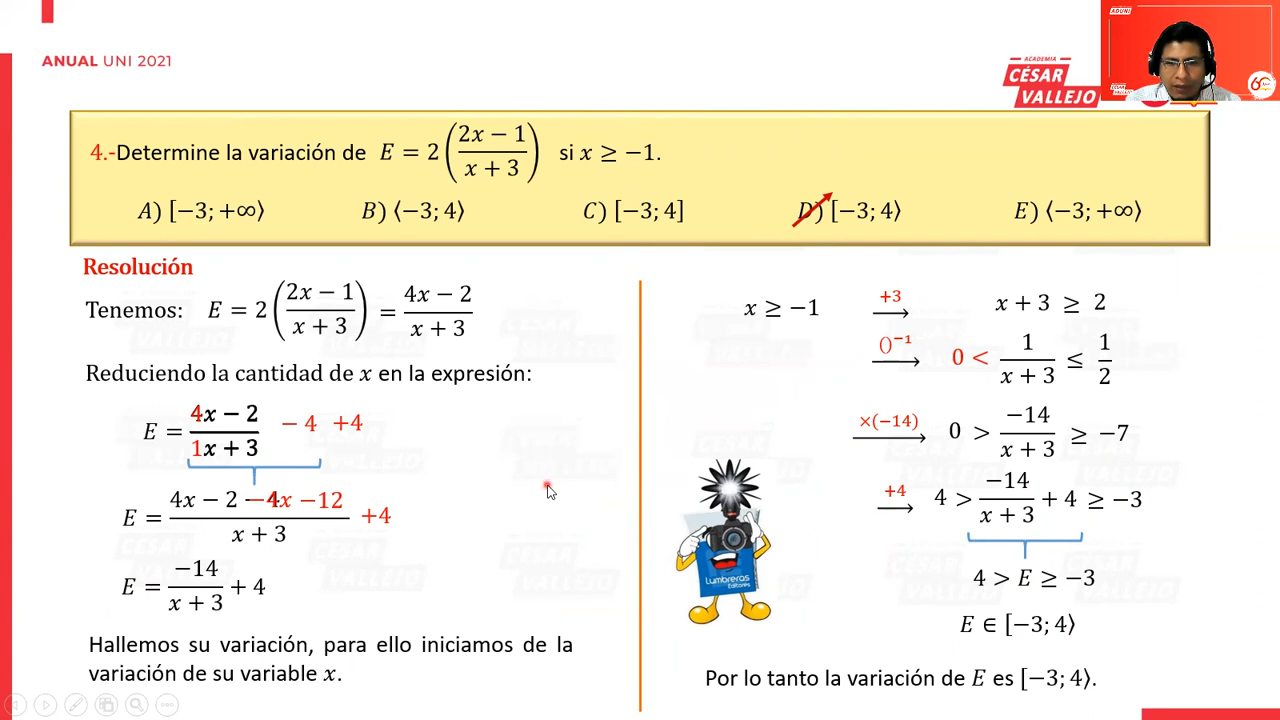 ANUAL UNI 2021
ADUNI
ACADEMIA
CÉSAR
VALLEJO
60
4.-Determine la variación de E = 2((2x − 1)/(x + 3)) si x ≥ −1.
A) [−3; +∞⟩ B) ⟨−3; 4⟩ C) [−3; 4] D) [−3; 4⟩ E) ⟨−3; +∞⟩
Resolución
Tenemos: E = 2((2x − 1)/(x + 3)) = (4x − 2)/(x + 3)
Reduciendo la cantidad de x en la expresión:
E = (4x − 2)/(1x + 3) − 4 +4
E = (4x − 2 −4x −12)/(x + 3) +4
E = −14/(x + 3) + 4
Hallemos su variación, para ello iniciamos de la
variación de su variable x.
x ≥ −1 +3 → x + 3 ≥ 2
()⁻¹ → 0 < 1/(x + 3) ≤ 1/2
×(−14) → 0 > −14/(x + 3) ≥ −7
+4 → 4 > −14/(x + 3) + 4 ≥ −3
4 > E ≥ −3
E ∈ [−3; 4⟩
Por lo tanto la variación de E es [−3; 4⟩.
Lumbreras
Editores
CÉSAR
VALLEJO